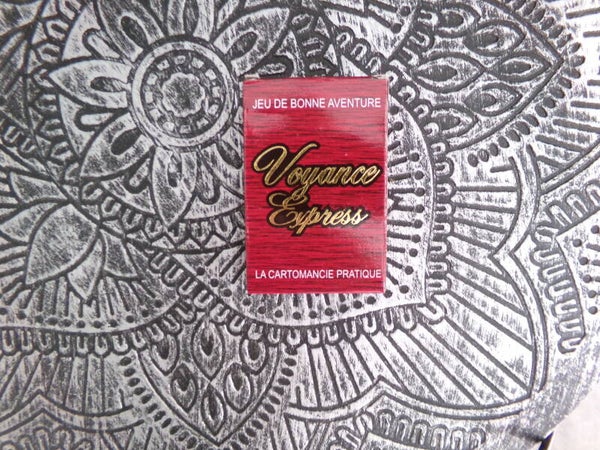 JEU DE BONNE AVENTURE
Voyance
Express
LA CARTOMANCIE PRATIQUE